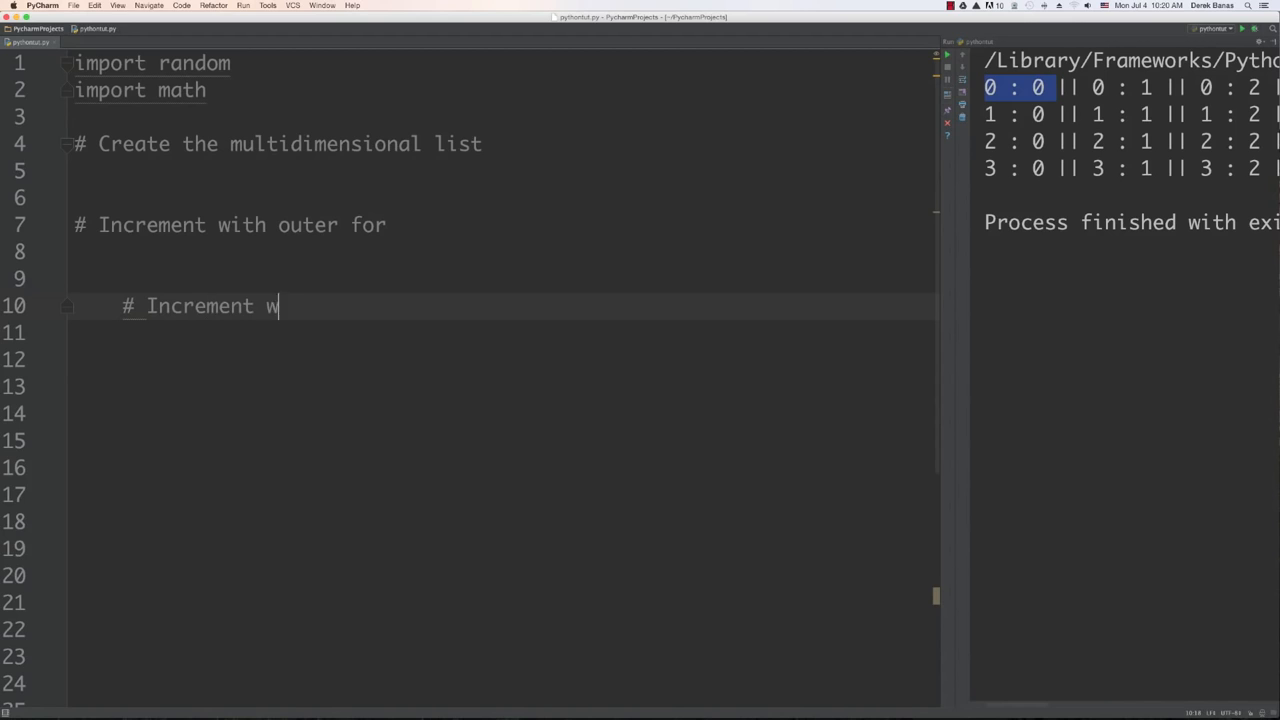 PyCharm File Edit View Navigate Code Refactor Run Tools VCS Window Help 10 Mon Jul 4 10:20 AM Derek Banas
pythontut.py - PycharmProjects - [~/PycharmProjects]
PycharmProjects pythontut.py pythontut
pythontut.py
Run pythontut
1 import random
2 import math
3
4 # Create the multidimensional list
5
6
7 # Increment with outer for
8
9
10 # Increment w
11
12
13
14
15
16
17
18
19
20
21
22
23
24
/Library/Frameworks/Pytho
0 : 0 || 0 : 1 || 0 : 2 |
1 : 0 || 1 : 1 || 1 : 2 |
2 : 0 || 2 : 1 || 2 : 2 |
3 : 0 || 3 : 1 || 3 : 2 |
Process finished with exi
10:18 LF‡ UTF-8‡